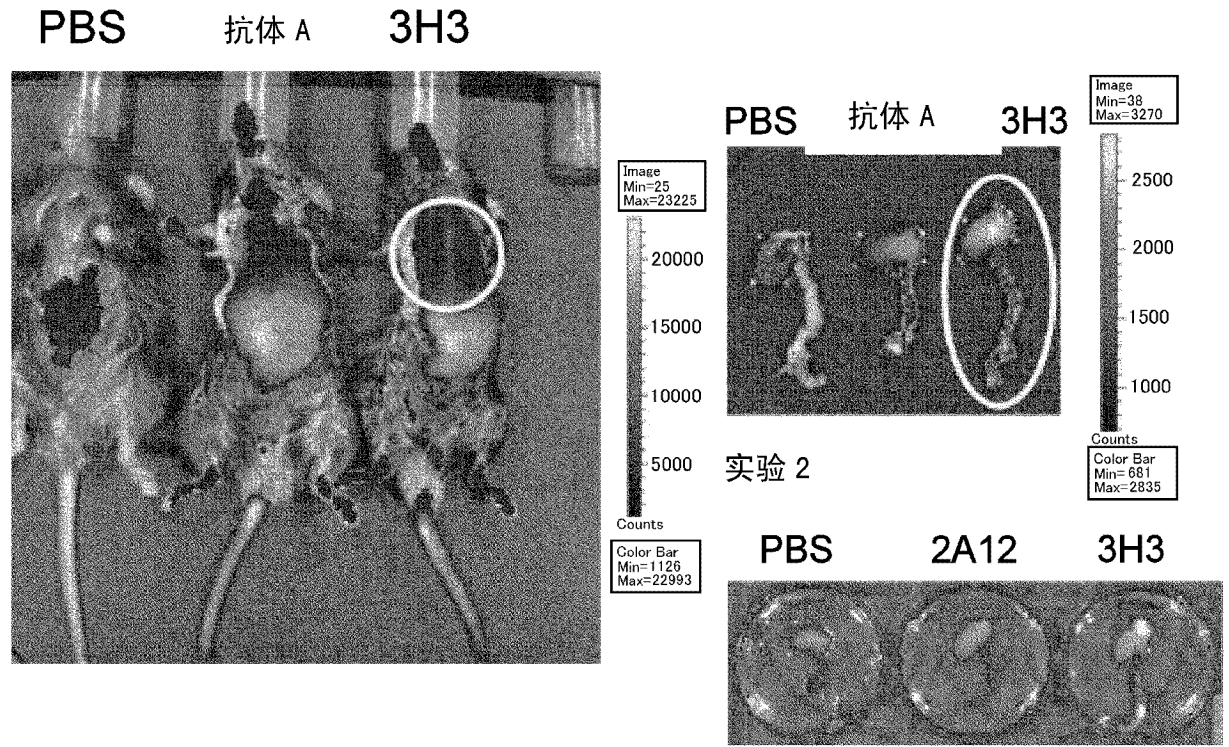 PBS 抗体 A 3H3
Image
Min=25
Max=23225
20000
15000
10000
5000
Counts
Color Bar
Min=1126
Max=22993
PBS 抗体 A 3H3
Image
Min=38
Max=3270
2500
2000
1500
1000
Counts
Color Bar
Min= 681
Max=2835
实验 2
PBS 2A12 3H3